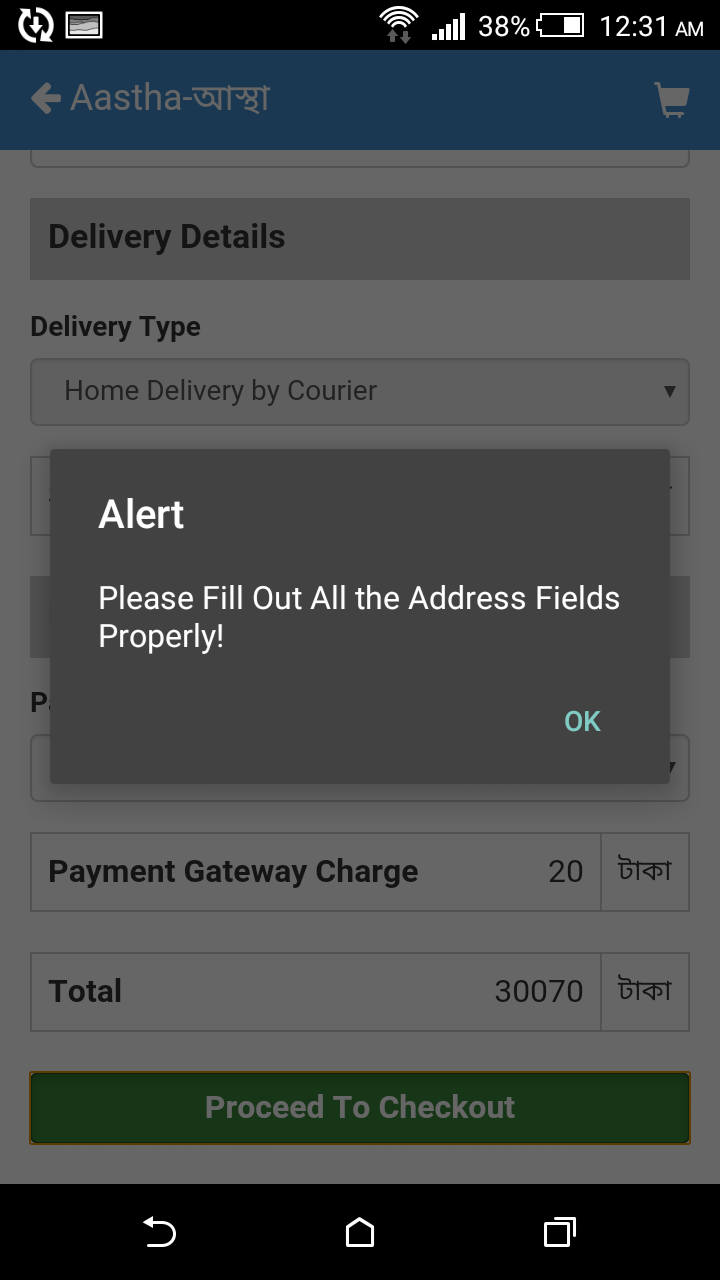 38% 12:31 AM
Aastha-আস্থা
Delivery Details
Delivery Type
Home Delivery by Courier
Alert
Please Fill Out All the Address Fields
Properly!
OK
Payment Gateway Charge 20 টাকা
Total 30070 টাকা
Proceed To Checkout